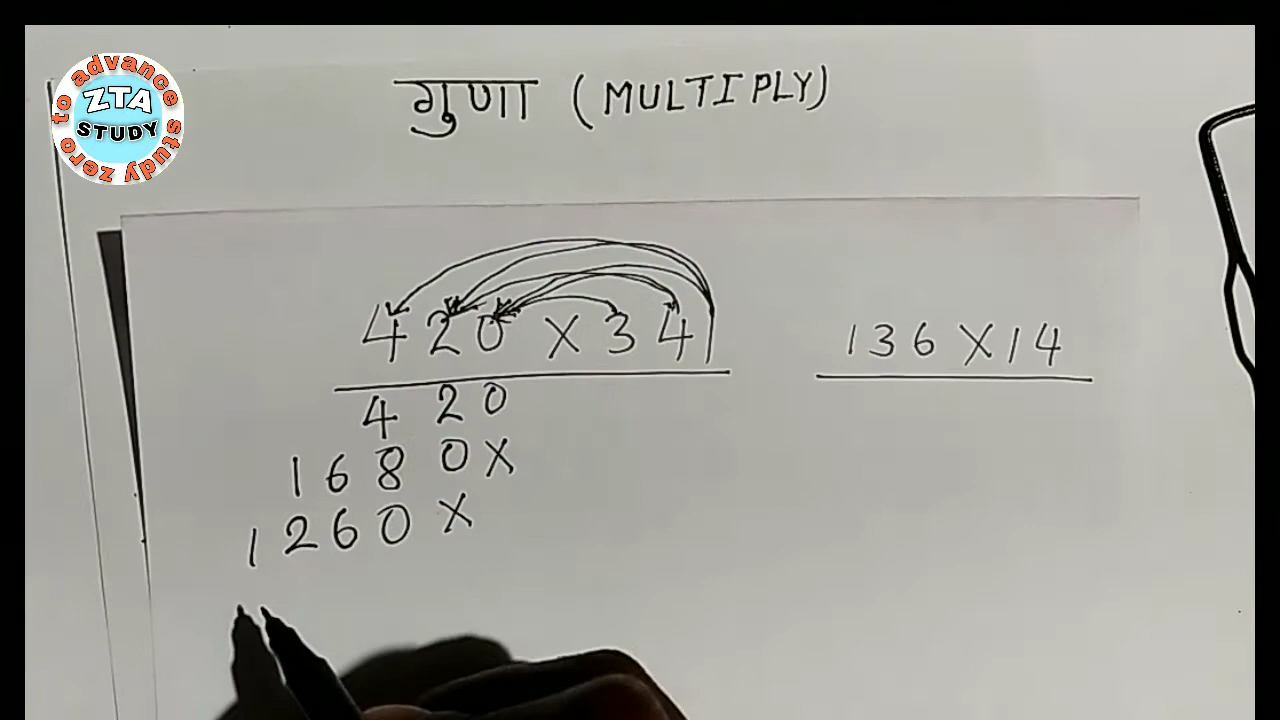 zero to advance study
ZTA
STUDY
गुणा (MULTIPLY)
420 X 341
420
1680X
1260X
136 X 14